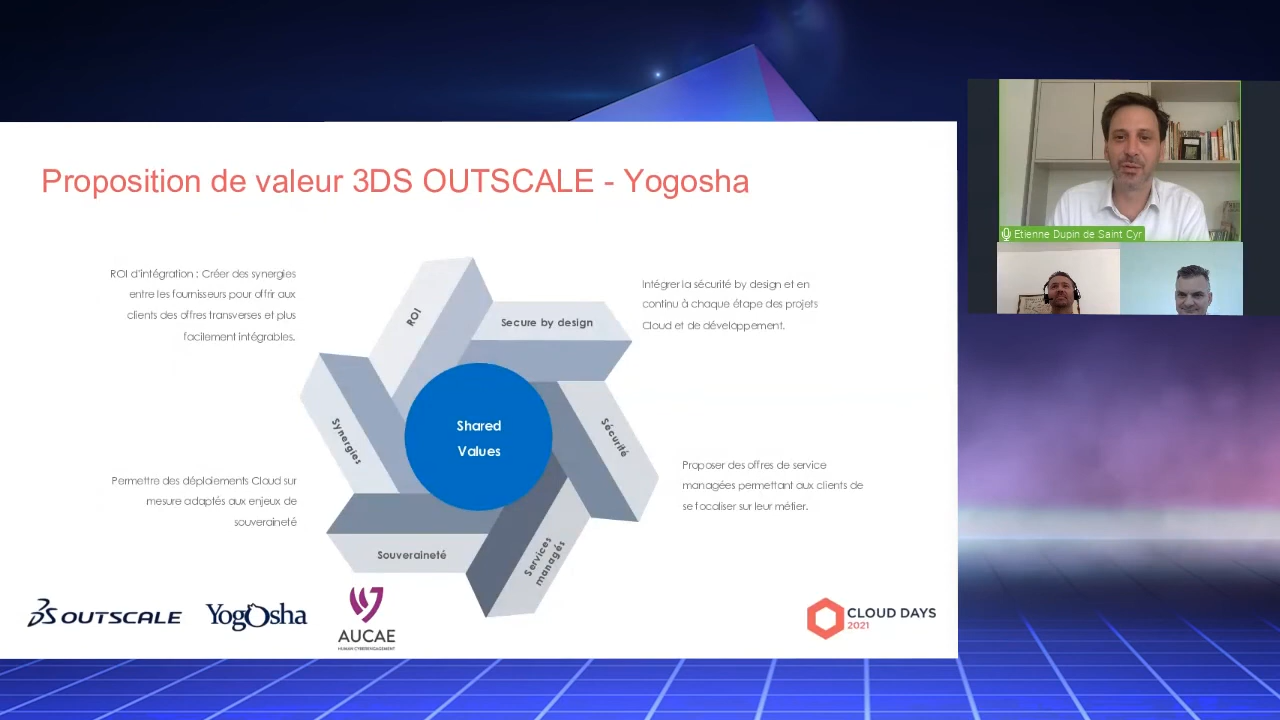 Proposition de valeur 3DS OUTSCALE - Yogosha
ROI d'intégration : Créer des synergies
entre les fournisseurs pour offrir aux
clients des offres transverses et plus
facilement intégrables.
Intégrer la sécurité by design et en
continu à chaque étape des projets
Cloud et de développement.
ROI
Secure by design
Synergies
Shared
Values
Sécurité
Permettre des déploiements Cloud sur
mesure adaptés aux enjeux de
souveraineté
Proposer des offres de service
managées permettant aux clients de
se focaliser sur leur métier.
Souveraineté
Services
managés
3S OUTSCALE
YogOsha
AUCAE
HUMAN CYBERENGAGEMENT
CLOUD DAYS
2021
Etienne Dupin de Saint Cyr